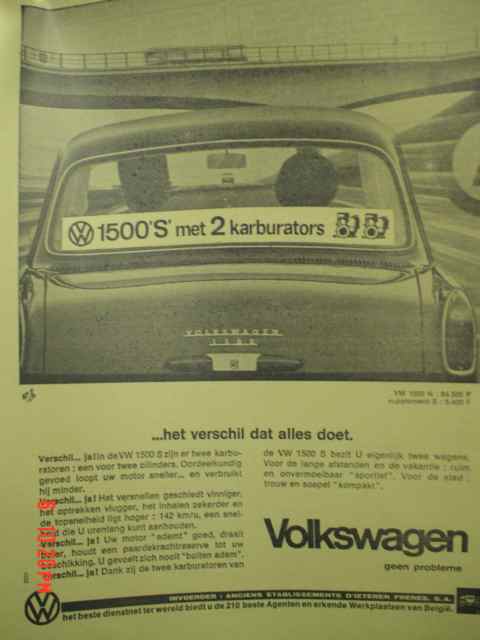 1500'S' met 2 karburators
VOLKSWAGEN
1500
VW 1500
supplement S :
...het verschil dat alles doet.
Verschil... ja! In de VW 1500 S zijn er twee karbu-
ratoren : een voor twee cilinders. Oordeelkundig
gevoed loopt uw motor sneller... en verbruikt
hij minder.
Verschil... ja! Het versnellen geschiedt vinniger,
het optrekken vlugger, het inhalen zekerder en
de topsnelheid ligt hoger : 142 km/u, een snel-
heid die U urenlang kunt aanhouden.
Verschil... ja! Uw motor "ademt" goed, draait
beter, houdt een paardekrachtreserve tot uw
beschikking. U gevoelt zich nooit "buiten adem".
Verschil... ja! Dank zij de twee karburatoren van
de VW 1500 S bezit U eigenlijk twee wagens.
Voor de lange afstanden en de vakantie : ruim
en onvermoeibaar "sportief". Voor de stad :
trouw en soepel "kompakt".
Volkswagen
geen probleme
INVOERDER : ANCIENS ETABLISSEMENTS D'IETEREN FRERES, S.A.
het beste dienstnet ter wereld biedt u de 210 beste Agenten en erkende Werkplaatsen van België.